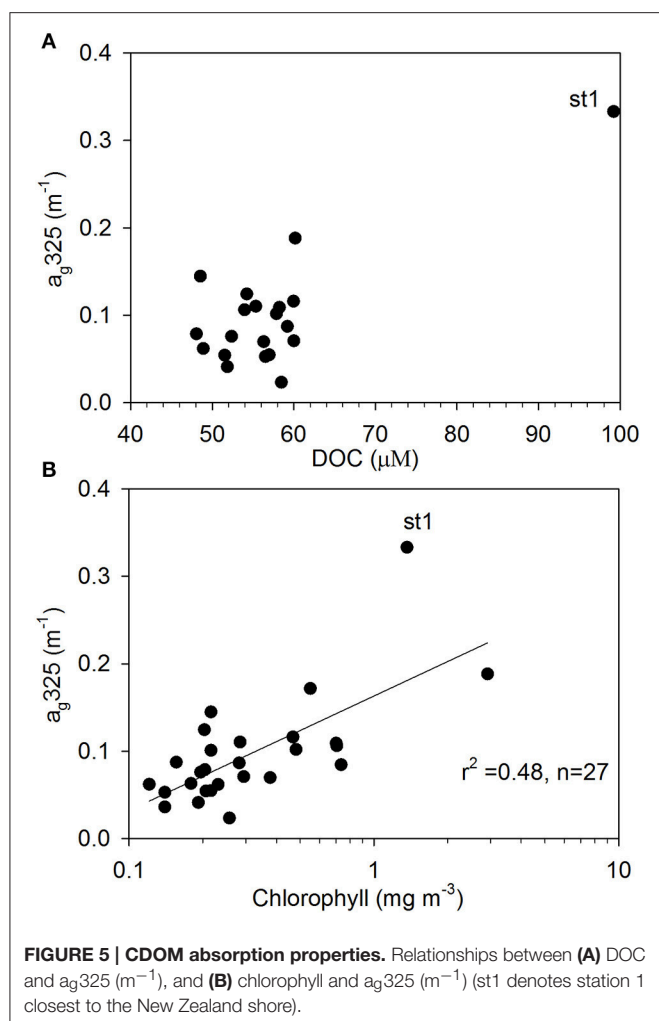 A
0.4
0.3
0.2
0.1
0.0
a_g325 (m⁻¹)
st1
40 50 60 70 80 90 100
DOC (μM)
B
0.4
0.3
0.2
0.1
0.0
a_g325 (m⁻¹)
st1
r² =0.48, n=27
0.1 1 10
Chlorophyll (mg m⁻³)
FIGURE 5 | CDOM absorption properties. Relationships between (A) DOC
and a_g325 (m⁻¹), and (B) chlorophyll and a_g325 (m⁻¹) (st1 denotes station 1
closest to the New Zealand shore).